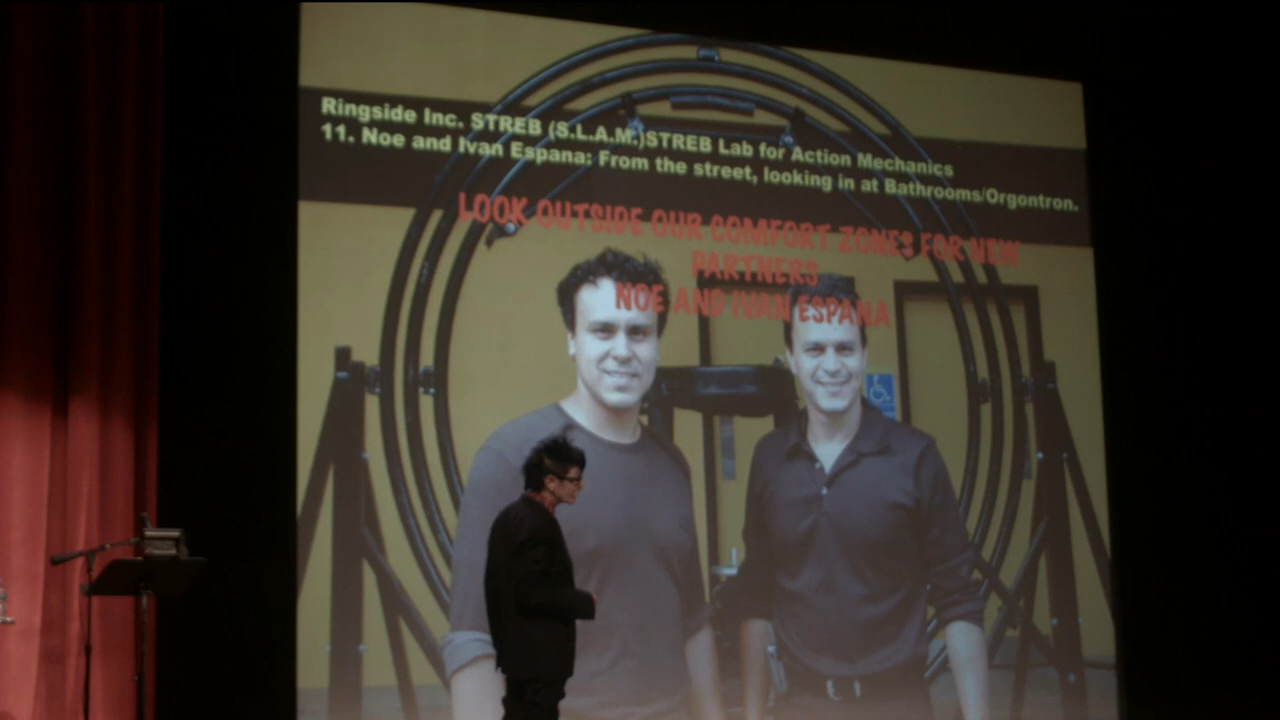 Ringside Inc. STREB (S.L.A.M.)STREB Lab for Action Mechanics
11. Noe and Ivan Espana: From the street, looking in at Bathrooms/Orgontron.
LOOK OUTSIDE OUR COMFORT ZONES FOR NEW
PARTNERS
NOE AND IVAN ESPANA